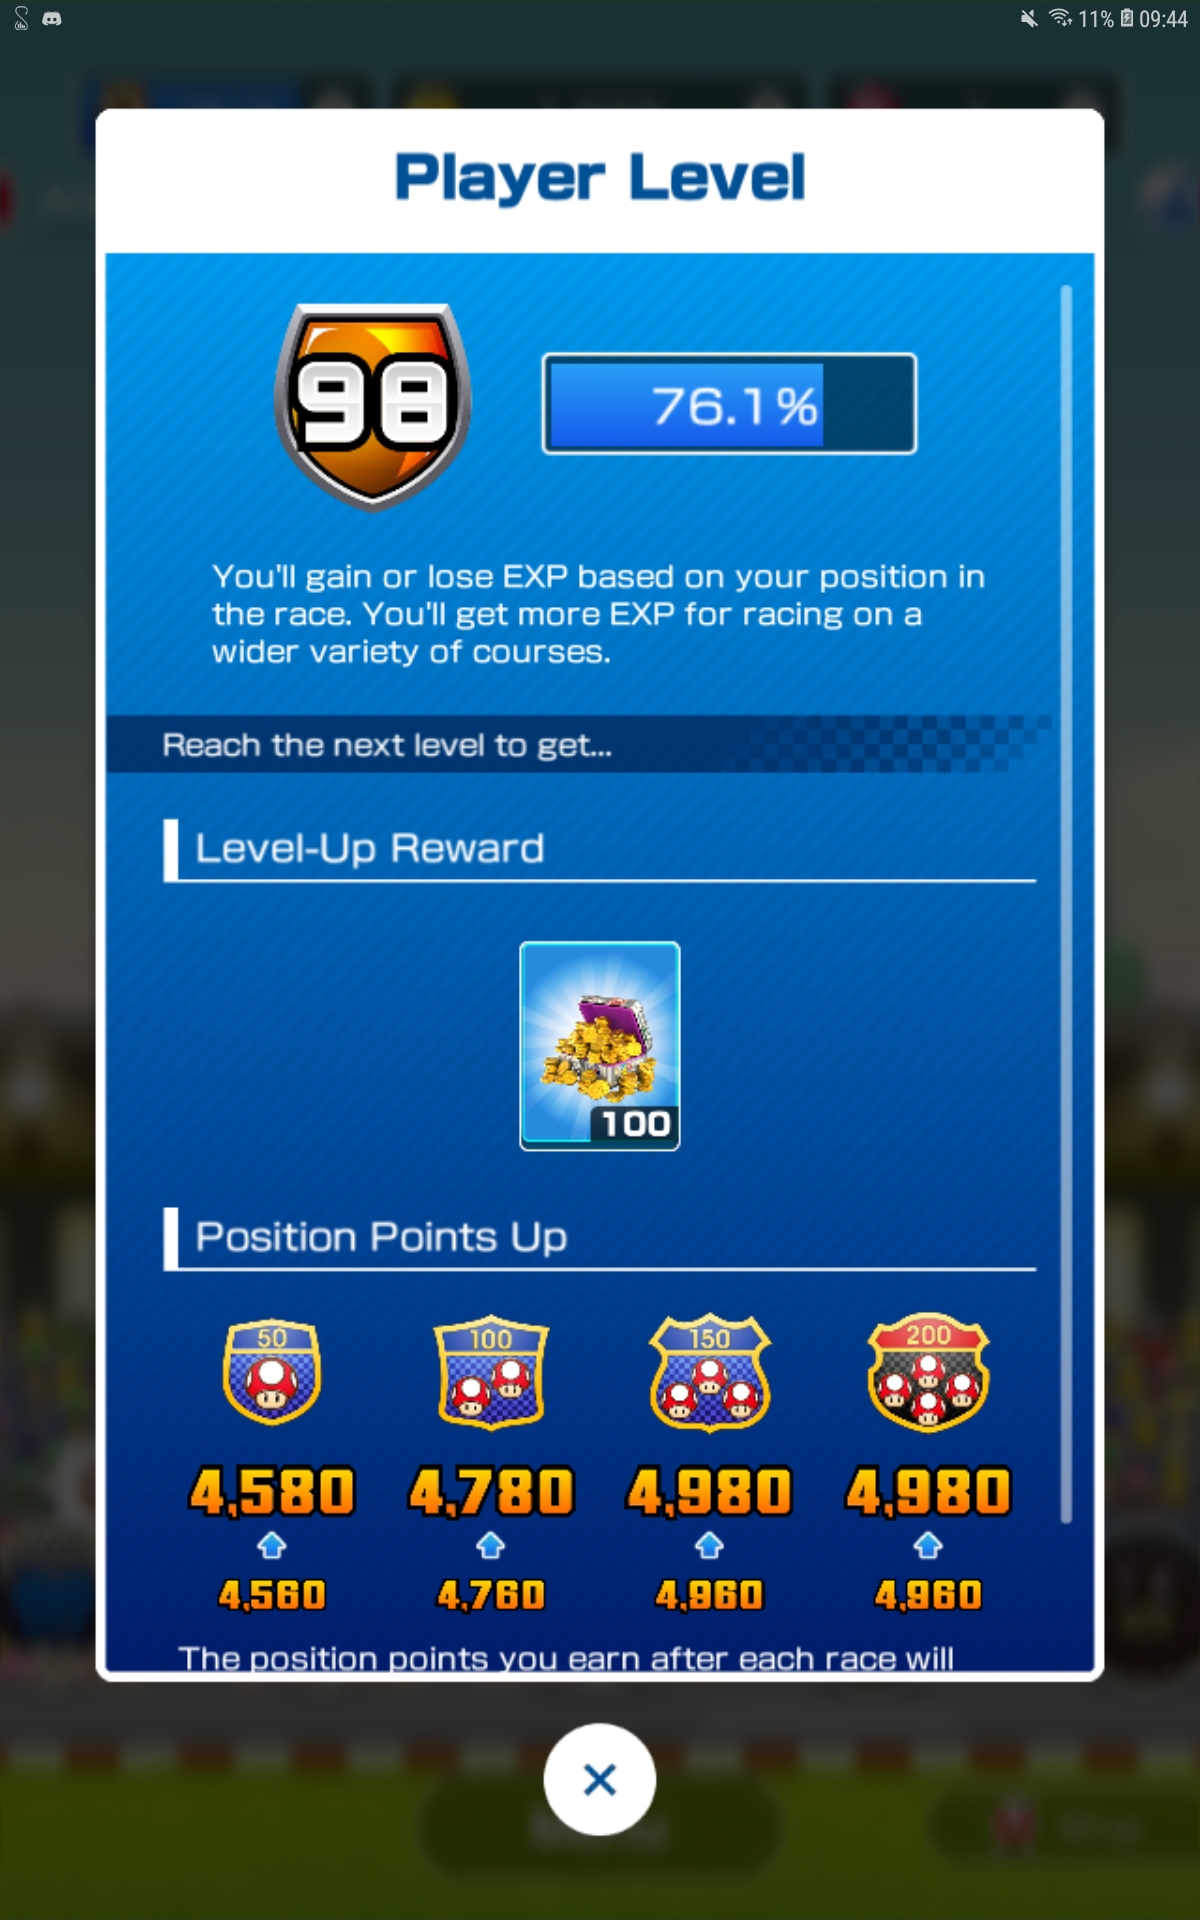 11% 09:44
Player Level
98
76.1%
You'll gain or lose EXP based on your position in
the race. You'll get more EXP for racing on a
wider variety of courses.
Reach the next level to get...
Level-Up Reward
100
Position Points Up
50 100 150 200
4,580 4,780 4,980 4,980
4,560 4,760 4,960 4,960
The position points you earn after each race will